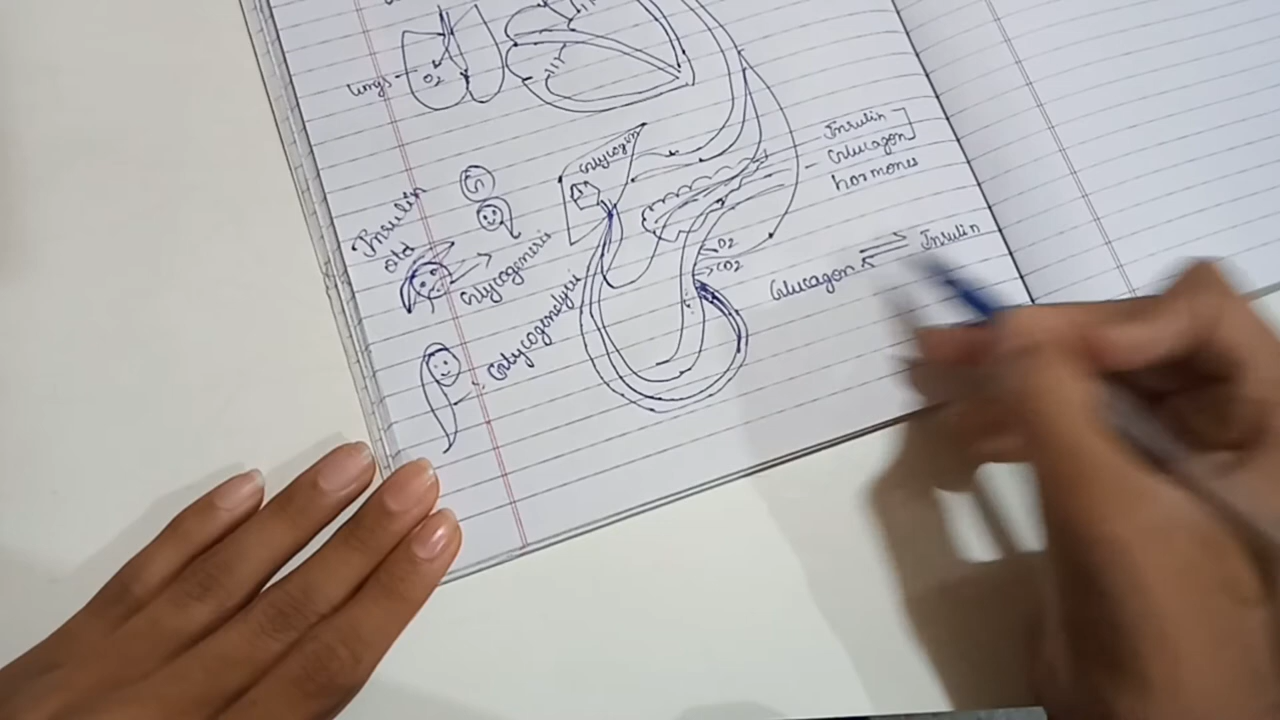 lungs
O2
Insulin
Glucagon
hormones
Glycogen
G
Insulin
old
Glycogenesis
O2
CO2
Glucagon ⇌ Insulin
Glycogenolysis